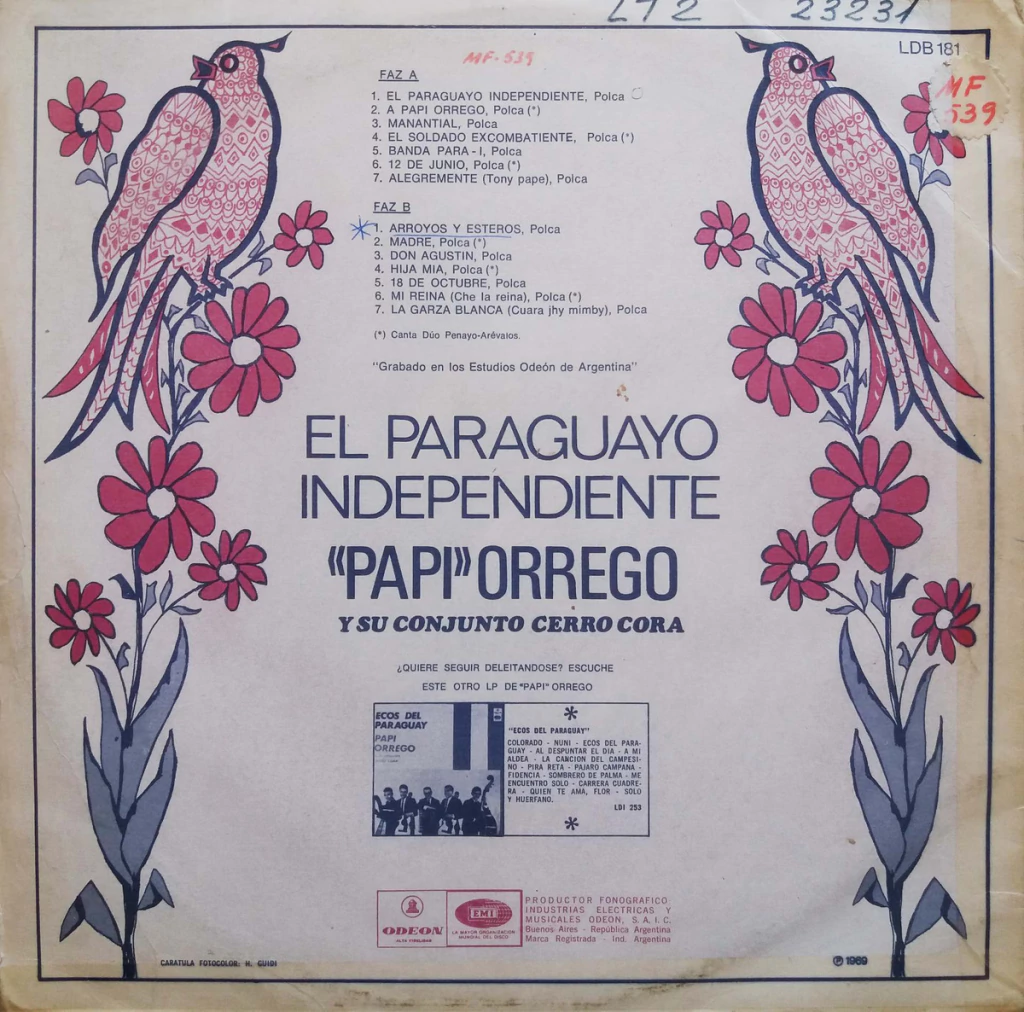 LT2 23231
LDB 181
MF-539
MF
539
FAZ A
1. EL PARAGUAYO INDEPENDIENTE, Polca
2. A PAPI ORREGO, Polca (*)
3. MANANTIAL, Polca
4. EL SOLDADO EXCOMBATIENTE, Polca (*)
5. BANDA PARA-I, Polca
6. 12 DE JUNIO, Polca (*)
7. ALEGREMENTE (Tony pape), Polca
FAZ B
1. ARROYOS Y ESTEROS, Polca
2. MADRE, Polca (*)
3. DON AGUSTIN, Polca
4. HIJA MIA, Polca (*)
5. 18 DE OCTUBRE, Polca
6. MI REINA (Che la reina), Polca (*)
7. LA GARZA BLANCA (Cuara jhy mimby), Polca
(*) Canta Dúo Penayo-Arévalos.
"Grabado en los Estudios Odeón de Argentina"
EL PARAGUAYO
INDEPENDIENTE
«PAPI» ORREGO
Y SU CONJUNTO CERRO CORA
¿QUIERE SEGUIR DELEITANDOSE? ESCUCHE
ESTE OTRO LP DE "PAPI" ORREGO
ECOS DEL
PARAGUAY
PAPI
ORREGO
*
"ECOS DEL PARAGUAY"
COLORADO - NUNI - ECOS DEL PARA-
GUAY - AL DESPUNTAR EL DIA - A MI
ALDEA - LA CANCION DEL CAMPESI-
NO - PIRA RETA - PAJARO CAMPANA -
FIDENCIA - SOMBRERO DE PALMA - ME
ENCUENTRO SOLO - CARRERA CUADRE-
RA - QUIEN TE AMA, FLOR - SOLO
Y HUERFANO.
LDI 253
*
ODEON
EMI
LA MAYOR ORGANIZACION
MUNDIAL DEL DISCO
PRODUCTOR FONOGRAFICO
INDUSTRIAS ELECTRICAS Y
MUSICALES ODEON, S.A.I.C.
Buenos Aires - República Argentina
Marca Registrada - Ind. Argentina
CARATULA FOTOCOLOR: H. GUIDI
℗ 1969